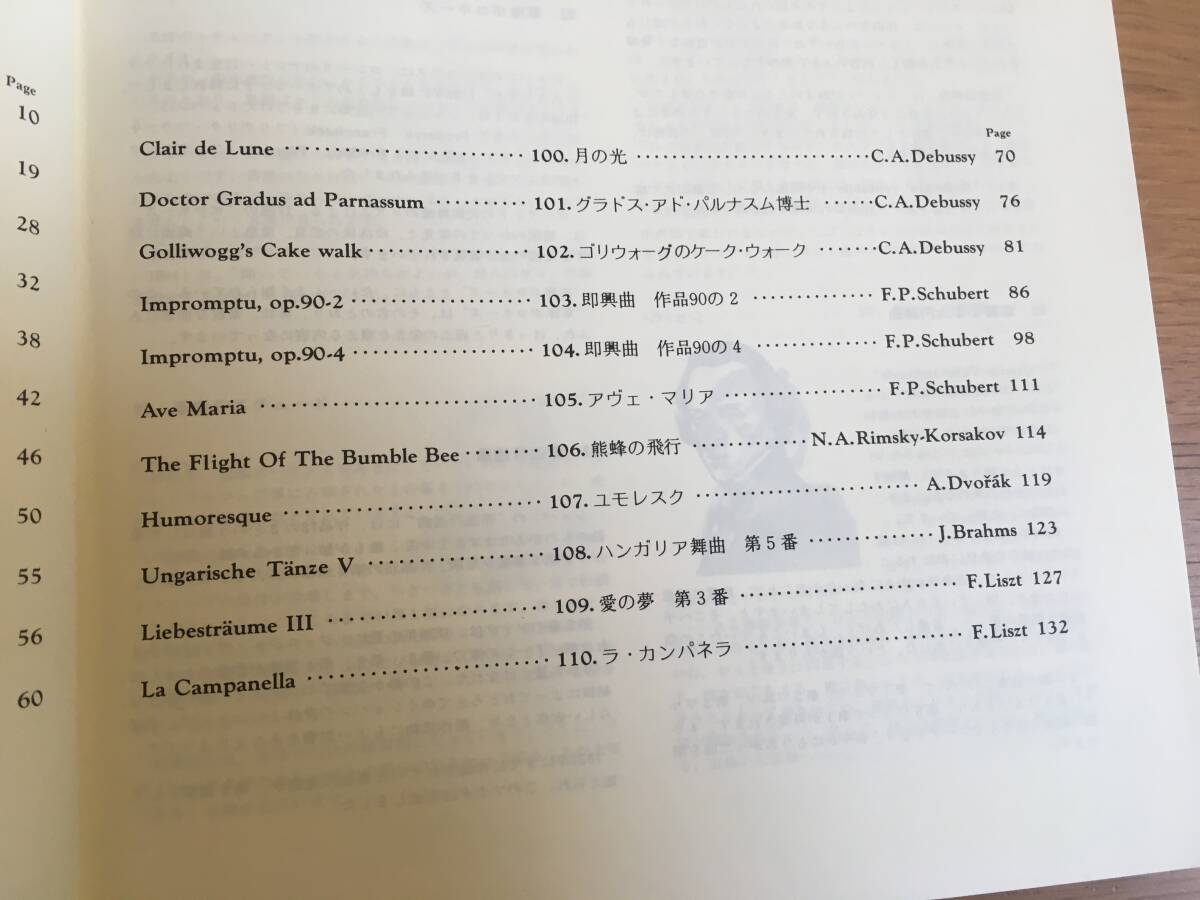 Page
10
19
28
32
38
42
46
50
55
56
60
Page
Clair de Lune ······················· 100. 月の光 ·························· C.A.Debussy 70
Doctor Gradus ad Parnassum ·········· 101. グラドス・アド・パルナスム博士 ······ C.A.Debussy 76
Golliwogg's Cake walk ················ 102. ゴリウォーグのケーク・ウォーク ······· C.A.Debussy 81
Impromptu, op.90-2 ·················· 103. 即興曲　作品90の2 ·············· F.P.Schubert 86
Impromptu, op.90-4 ·················· 104. 即興曲　作品90の4 ·············· F.P.Schubert 98
Ave Maria ···························· 105. アヴェ・マリア ················ F.P.Schubert 111
The Flight Of The Bumble Bee ········ 106. 熊蜂の飛行 ············· N.A.Rimsky-Korsakov 114
Humoresque ·························· 107. ユモレスク ························ A.Dvořák 119
Ungarische Tänze V ·················· 108. ハンガリア舞曲　第5番 ·············· J.Brahms 123
Liebesträume III ······················ 109. 愛の夢　第3番 ························ F.Liszt 127
La Campanella ························ 110. ラ・カンパネラ ························ F.Liszt 132